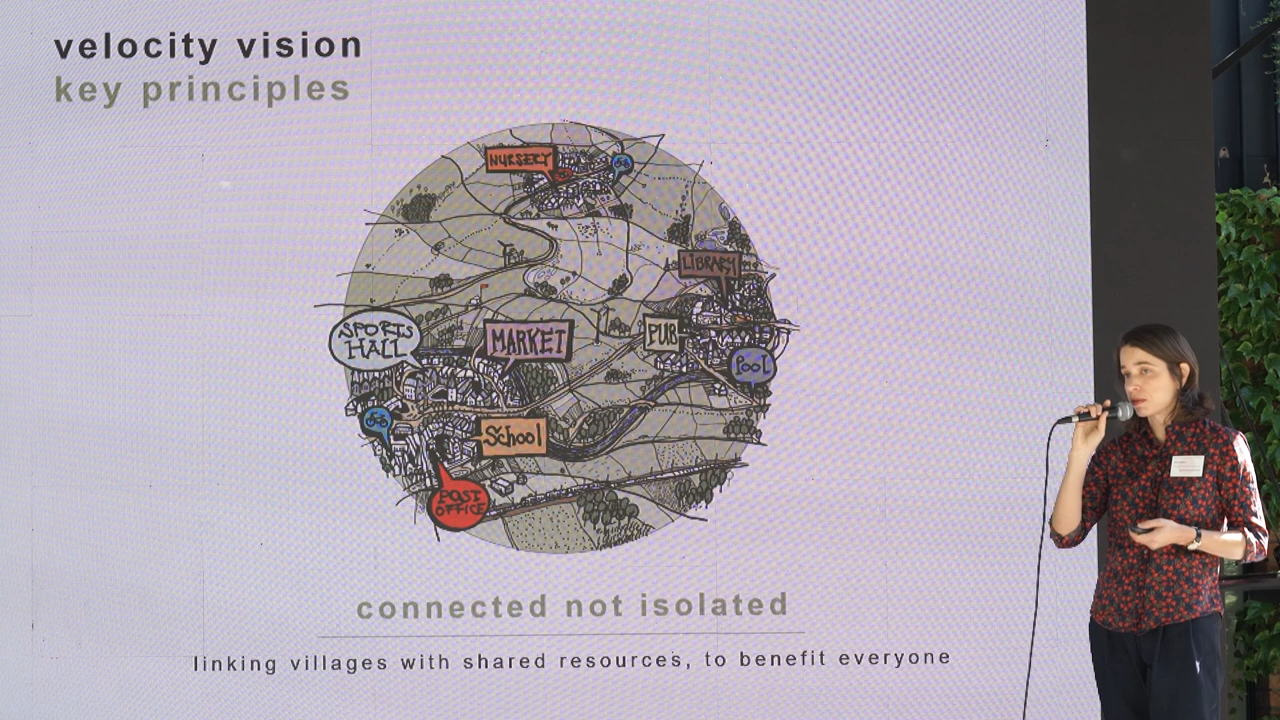 velocity vision
key principles
NURSERY
LIBRARY
SPORTS
HALL
MARKET
PUB
POOL
School
POST
OFFICE
connected not isolated
linking villages with shared resources, to benefit everyone